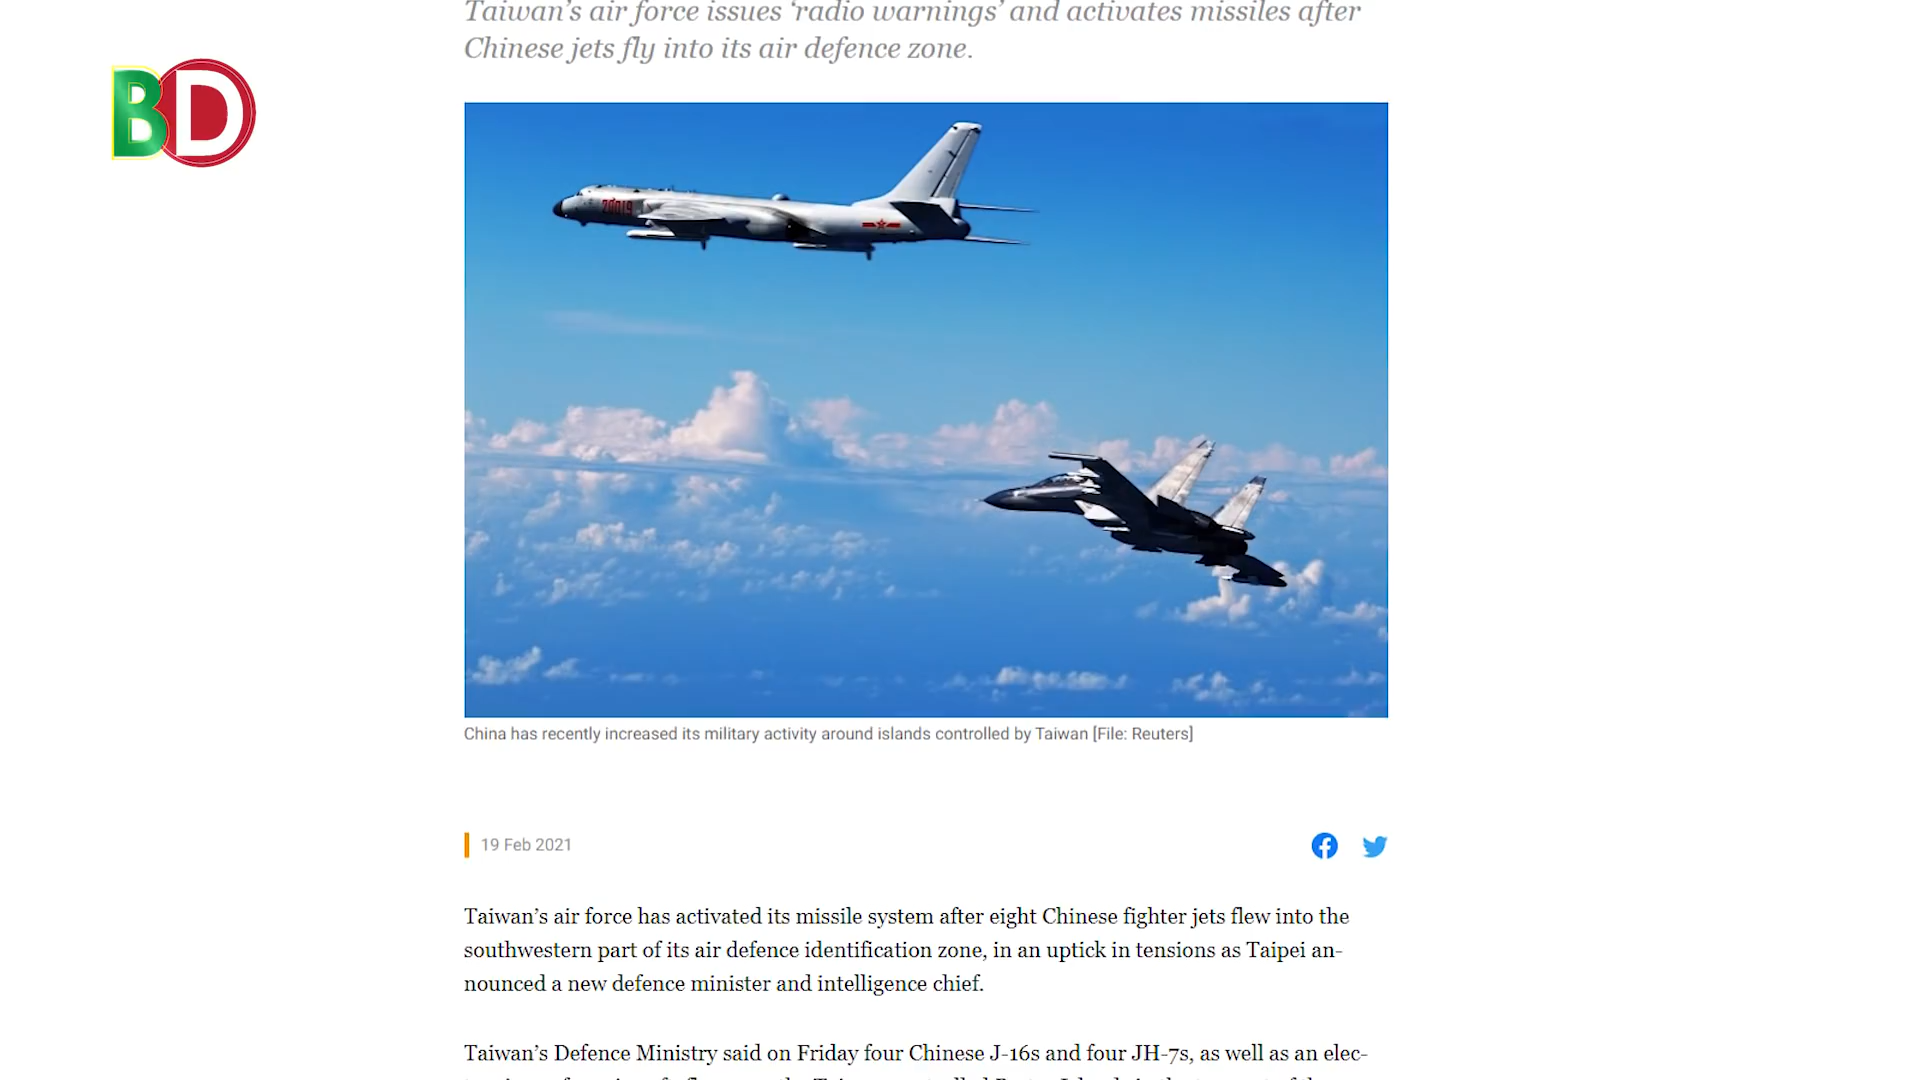 Taiwan’s air force issues ‘radio warnings’ and activates missiles after
Chinese jets fly into its air defence zone.
BD
20019
China has recently increased its military activity around islands controlled by Taiwan [File: Reuters]
19 Feb 2021
Taiwan’s air force has activated its missile system after eight Chinese fighter jets flew into the
southwestern part of its air defence identification zone, in an uptick in tensions as Taipei an-
nounced a new defence minister and intelligence chief.
Taiwan’s Defence Ministry said on Friday four Chinese J-16s and four JH-7s, as well as an elec-